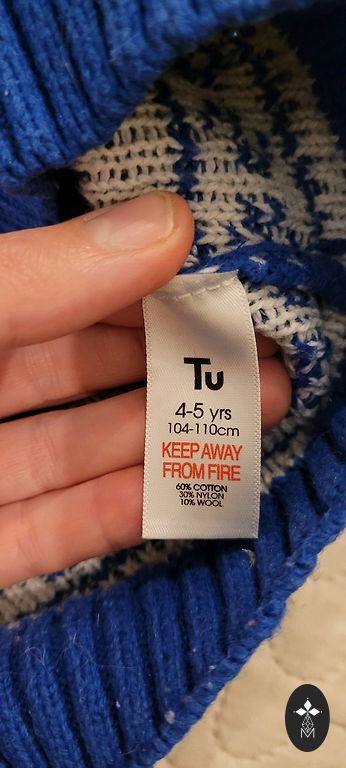 Tu
4-5 yrs
104-110cm
KEEP AWAY
FROM FIRE
60% COTTON
30% NYLON
10% WOOL